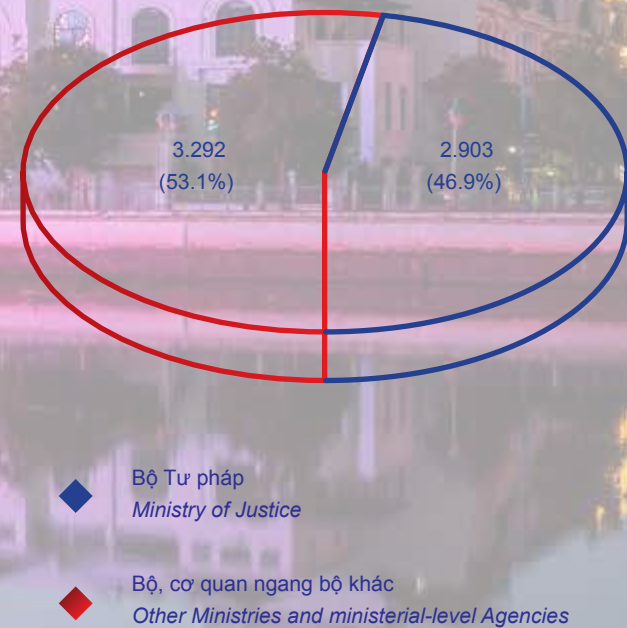 3.292
(53.1%)
2.903
(46.9%)
Bộ Tư pháp
Ministry of Justice
Bộ, cơ quan ngang bộ khác
Other Ministries and ministerial-level Agencies